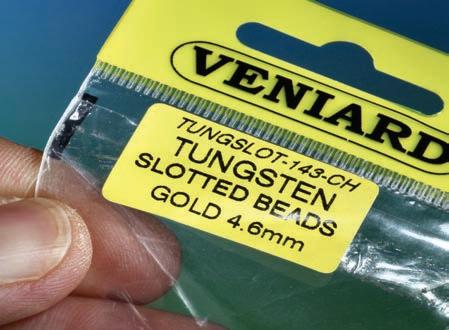 VENIARD
TUNGSLOT-143-CH
TUNGSTEN
SLOTTED BEADS
GOLD 4.6mm